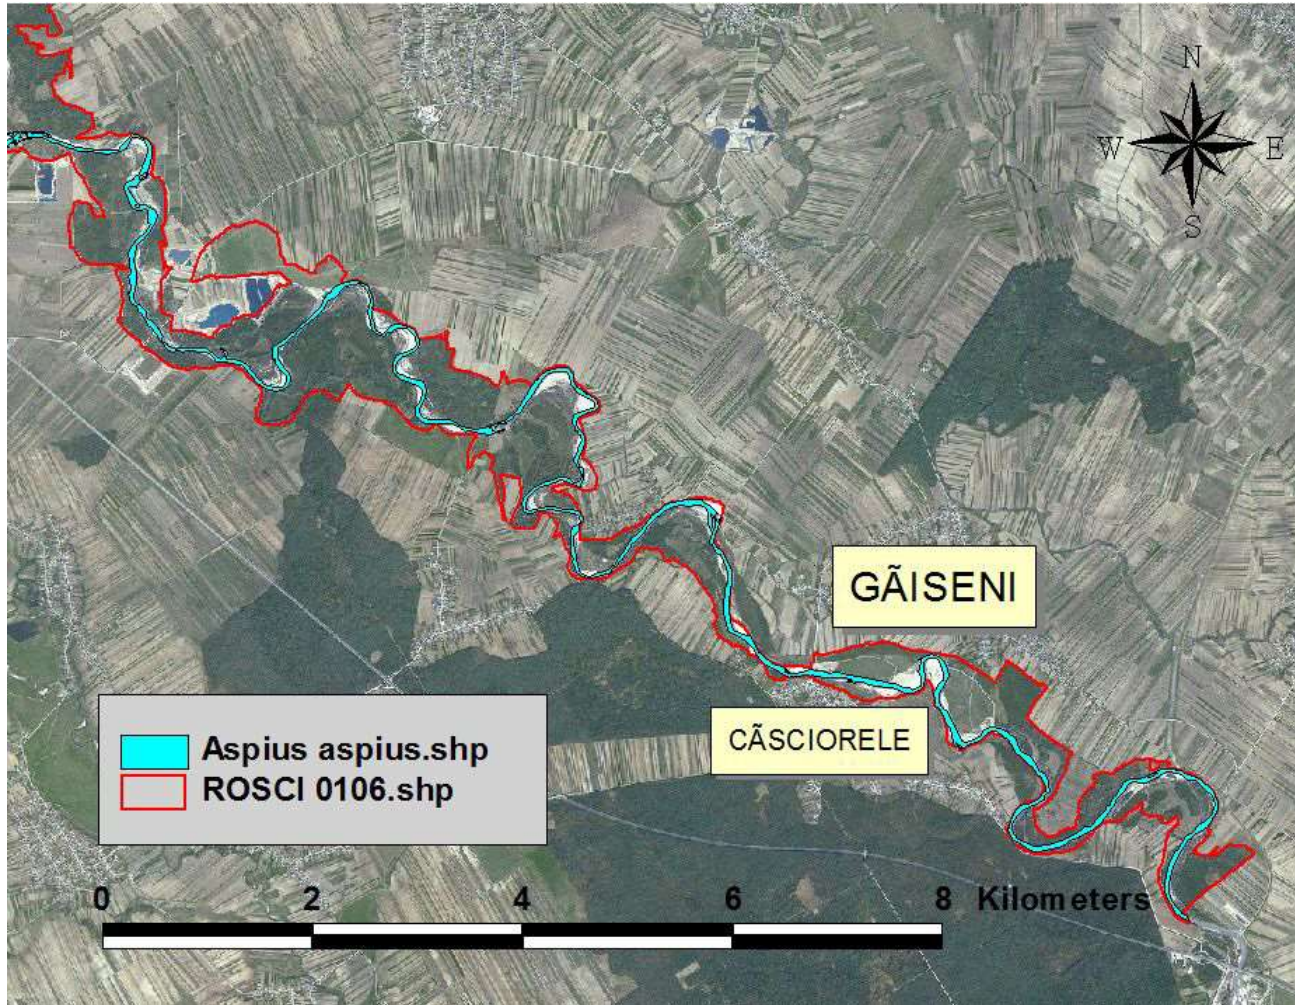 N
W E
S
GÃISENI
CÃSCIORELE
Aspius aspius.shp
ROSCI 0106.shp
0 2 4 6 8 Kilometers